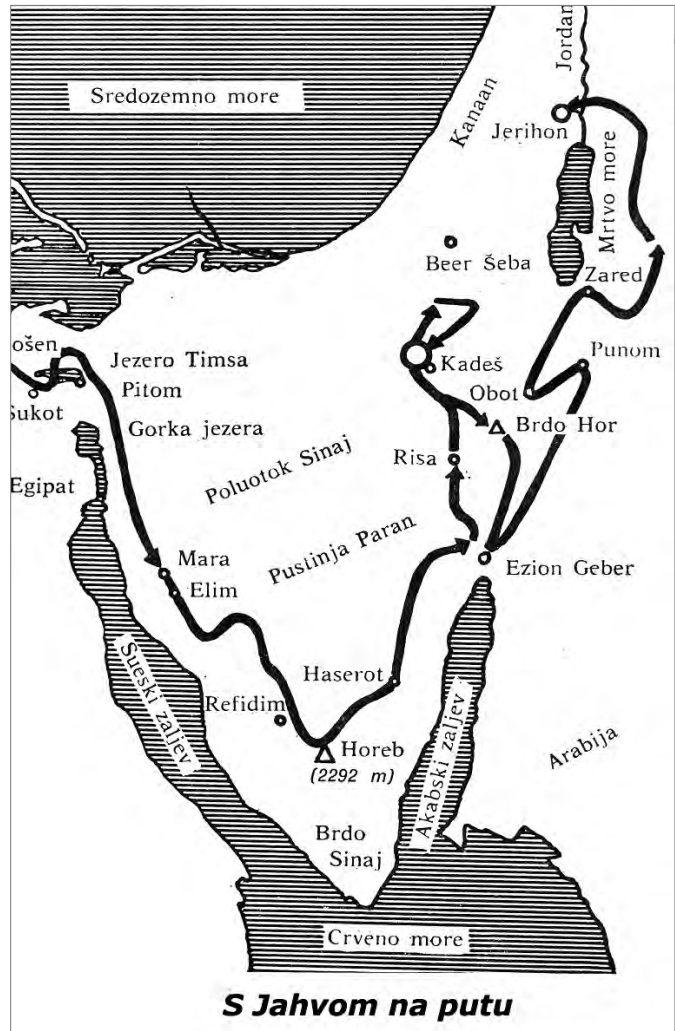 Jordan
Sredozemno more
Kanaan
Jerihon
Mrtvo more
Beer Šeba
Zared
ošen
Jezero Timsa
Pitom
Sukot
Gorka jezera
Kadeš
Punom
Obot
Brdo Hor
Egipat
Poluotok Sinaj
Risa
Pustinja Paran
Mara
Elim
Ezion Geber
Sueski zaljev
Haserot
Refidim
Horeb
(2292 m)
Akabski zaljev
Arabija
Brdo
Sinaj
Crveno more
S Jahvom na putu